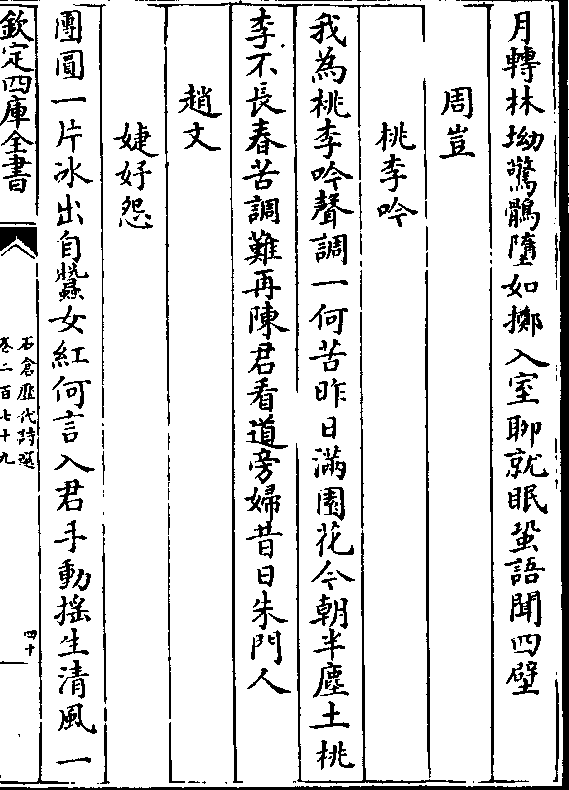 月轉林坳驚鶻墮如擲入室聊就眠蛩語聞四壁
周豈
桃李吟
我為桃李吟聲調一何苦昨日滿園花今朝半塵土桃
李不長春苦調難再陳君看道旁婦昔日朱門人
趙文
婕妤怨
團圓一片冰出自蠶女紅何言入君手動揺生清風一
欽定四庫全書
石倉歷代詩選
卷二百七十九
四十